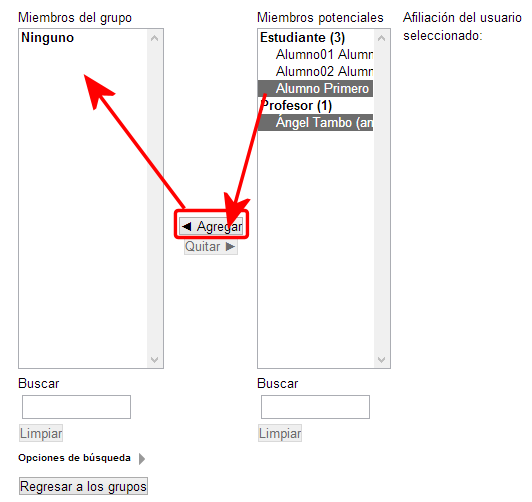 Miembros del grupo
Ninguno
Buscar
Limpiar
Opciones de búsqueda
Regresar a los grupos
◄ Agregar
Quitar ►
Miembros potenciales
Estudiante (3)
Alumno01 Alumn
Alumno02 Alumn
Alumno Primero
Profesor (1)
Ángel Tambo (an
Buscar
Limpiar
Afiliación del usuario
seleccionado: